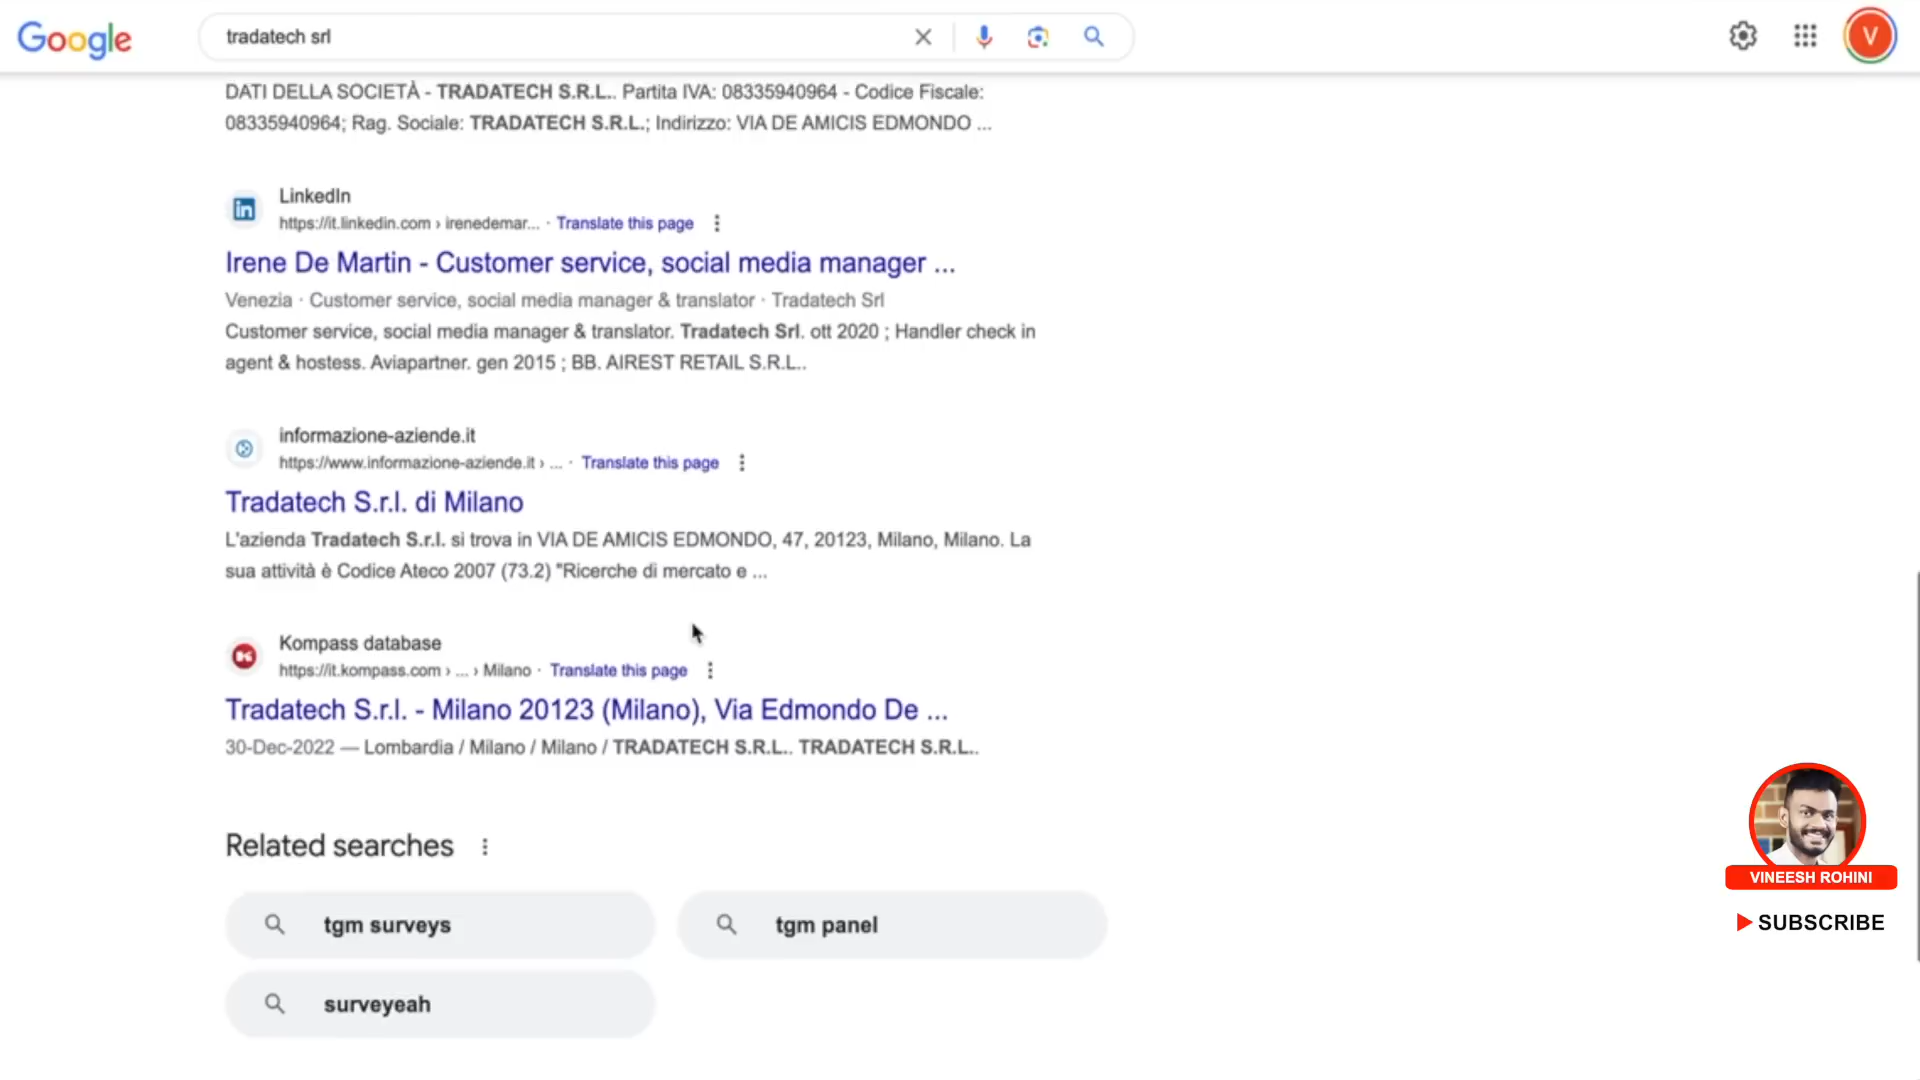 Google
tradatech srl
V
DATI DELLA SOCIETÀ - TRADATECH S.R.L.. Partita IVA: 08335940964 - Codice Fiscale:
08335940964; Rag. Sociale: TRADATECH S.R.L.; Indirizzo: VIA DE AMICIS EDMONDO ...
in
LinkedIn
https://it.linkedin.com › irenedemar... · Translate this page
Irene De Martin - Customer service, social media manager ...
Venezia · Customer service, social media manager & translator · Tradatech Srl
Customer service, social media manager & translator. Tradatech Srl. ott 2020 ; Handler check in
agent & hostess. Aviapartner. gen 2015 ; BB. AIREST RETAIL S.R.L..
informazione-aziende.it
https://www.informazione-aziende.it › ... · Translate this page
Tradatech S.r.l. di Milano
L'azienda Tradatech S.r.l. si trova in VIA DE AMICIS EDMONDO, 47, 20123, Milano, Milano. La
sua attività è Codice Ateco 2007 (73.2) "Ricerche di mercato e ...
Kompass database
https://it.kompass.com › ... › Milano · Translate this page
Tradatech S.r.l. - Milano 20123 (Milano), Via Edmondo De ...
30-Dec-2022 — Lombardia / Milano / Milano / TRADATECH S.R.L.. TRADATECH S.R.L..
Related searches
tgm surveys
tgm panel
surveyeah
VINEESH ROHINI
SUBSCRIBE